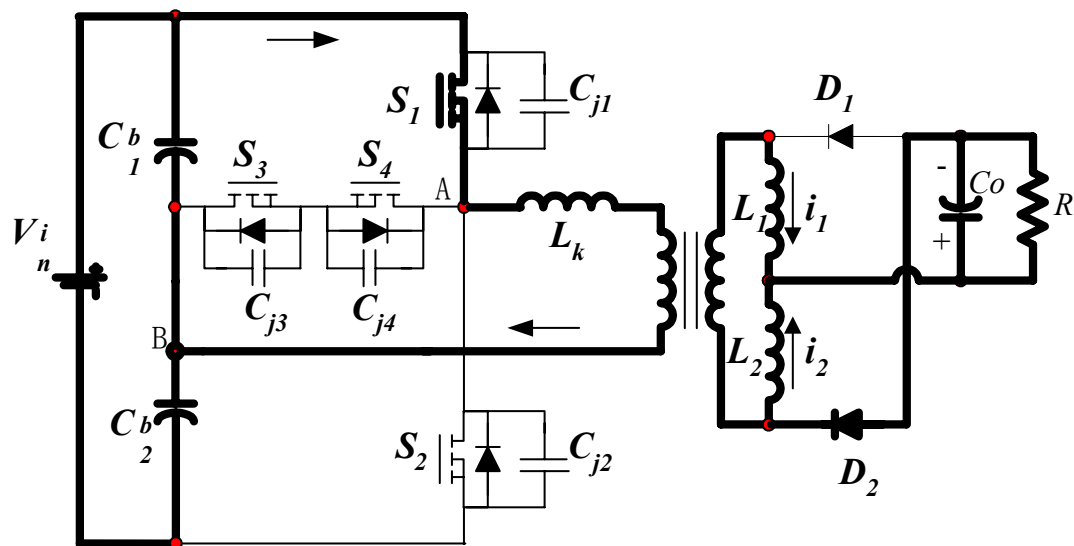 S1
Cj1
D1
Cb1
S3
S4
A
L1
i1
-
Co
+
R
Vin
Lk
Cj3
Cj4
B
L2
i2
Cb2
S2
Cj2
D2